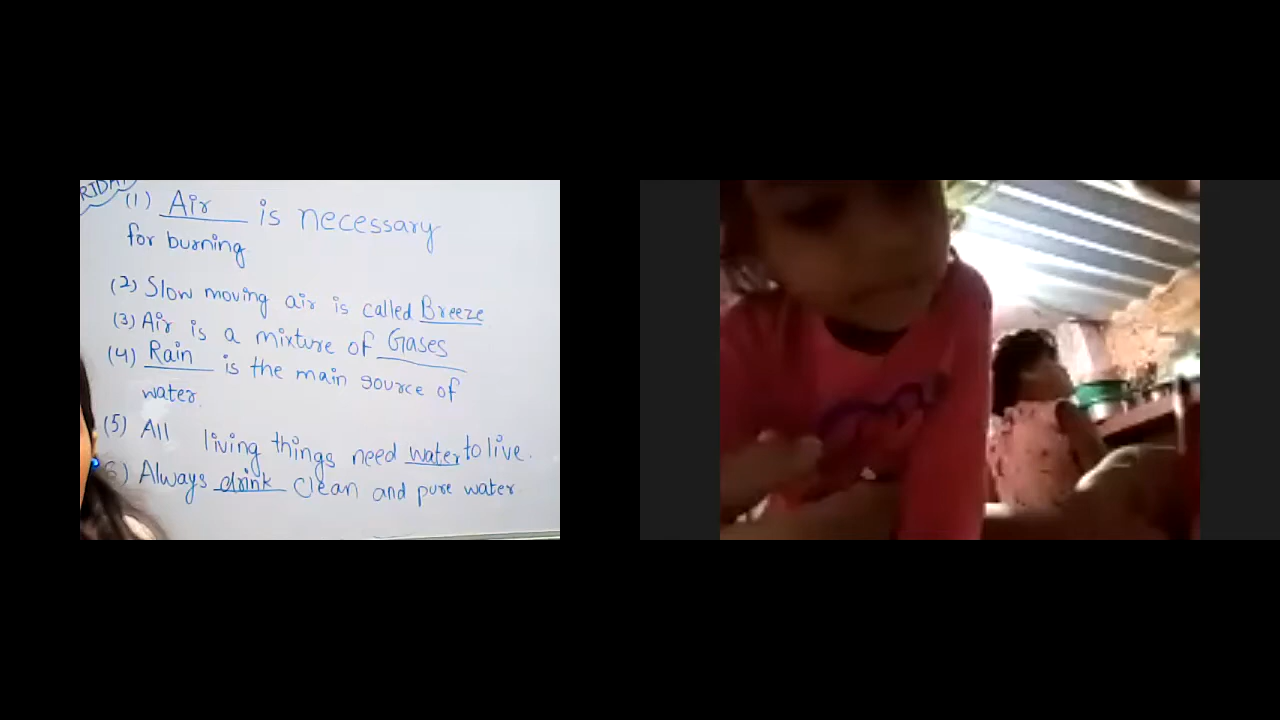 (1) Air is necessary
for burning
(2) Slow moving air is called Breeze
(3) Air is a mixture of Gases
(4) Rain is the main source of
water.
(5) All living things need water to live.
6) Always drink clean and pure water